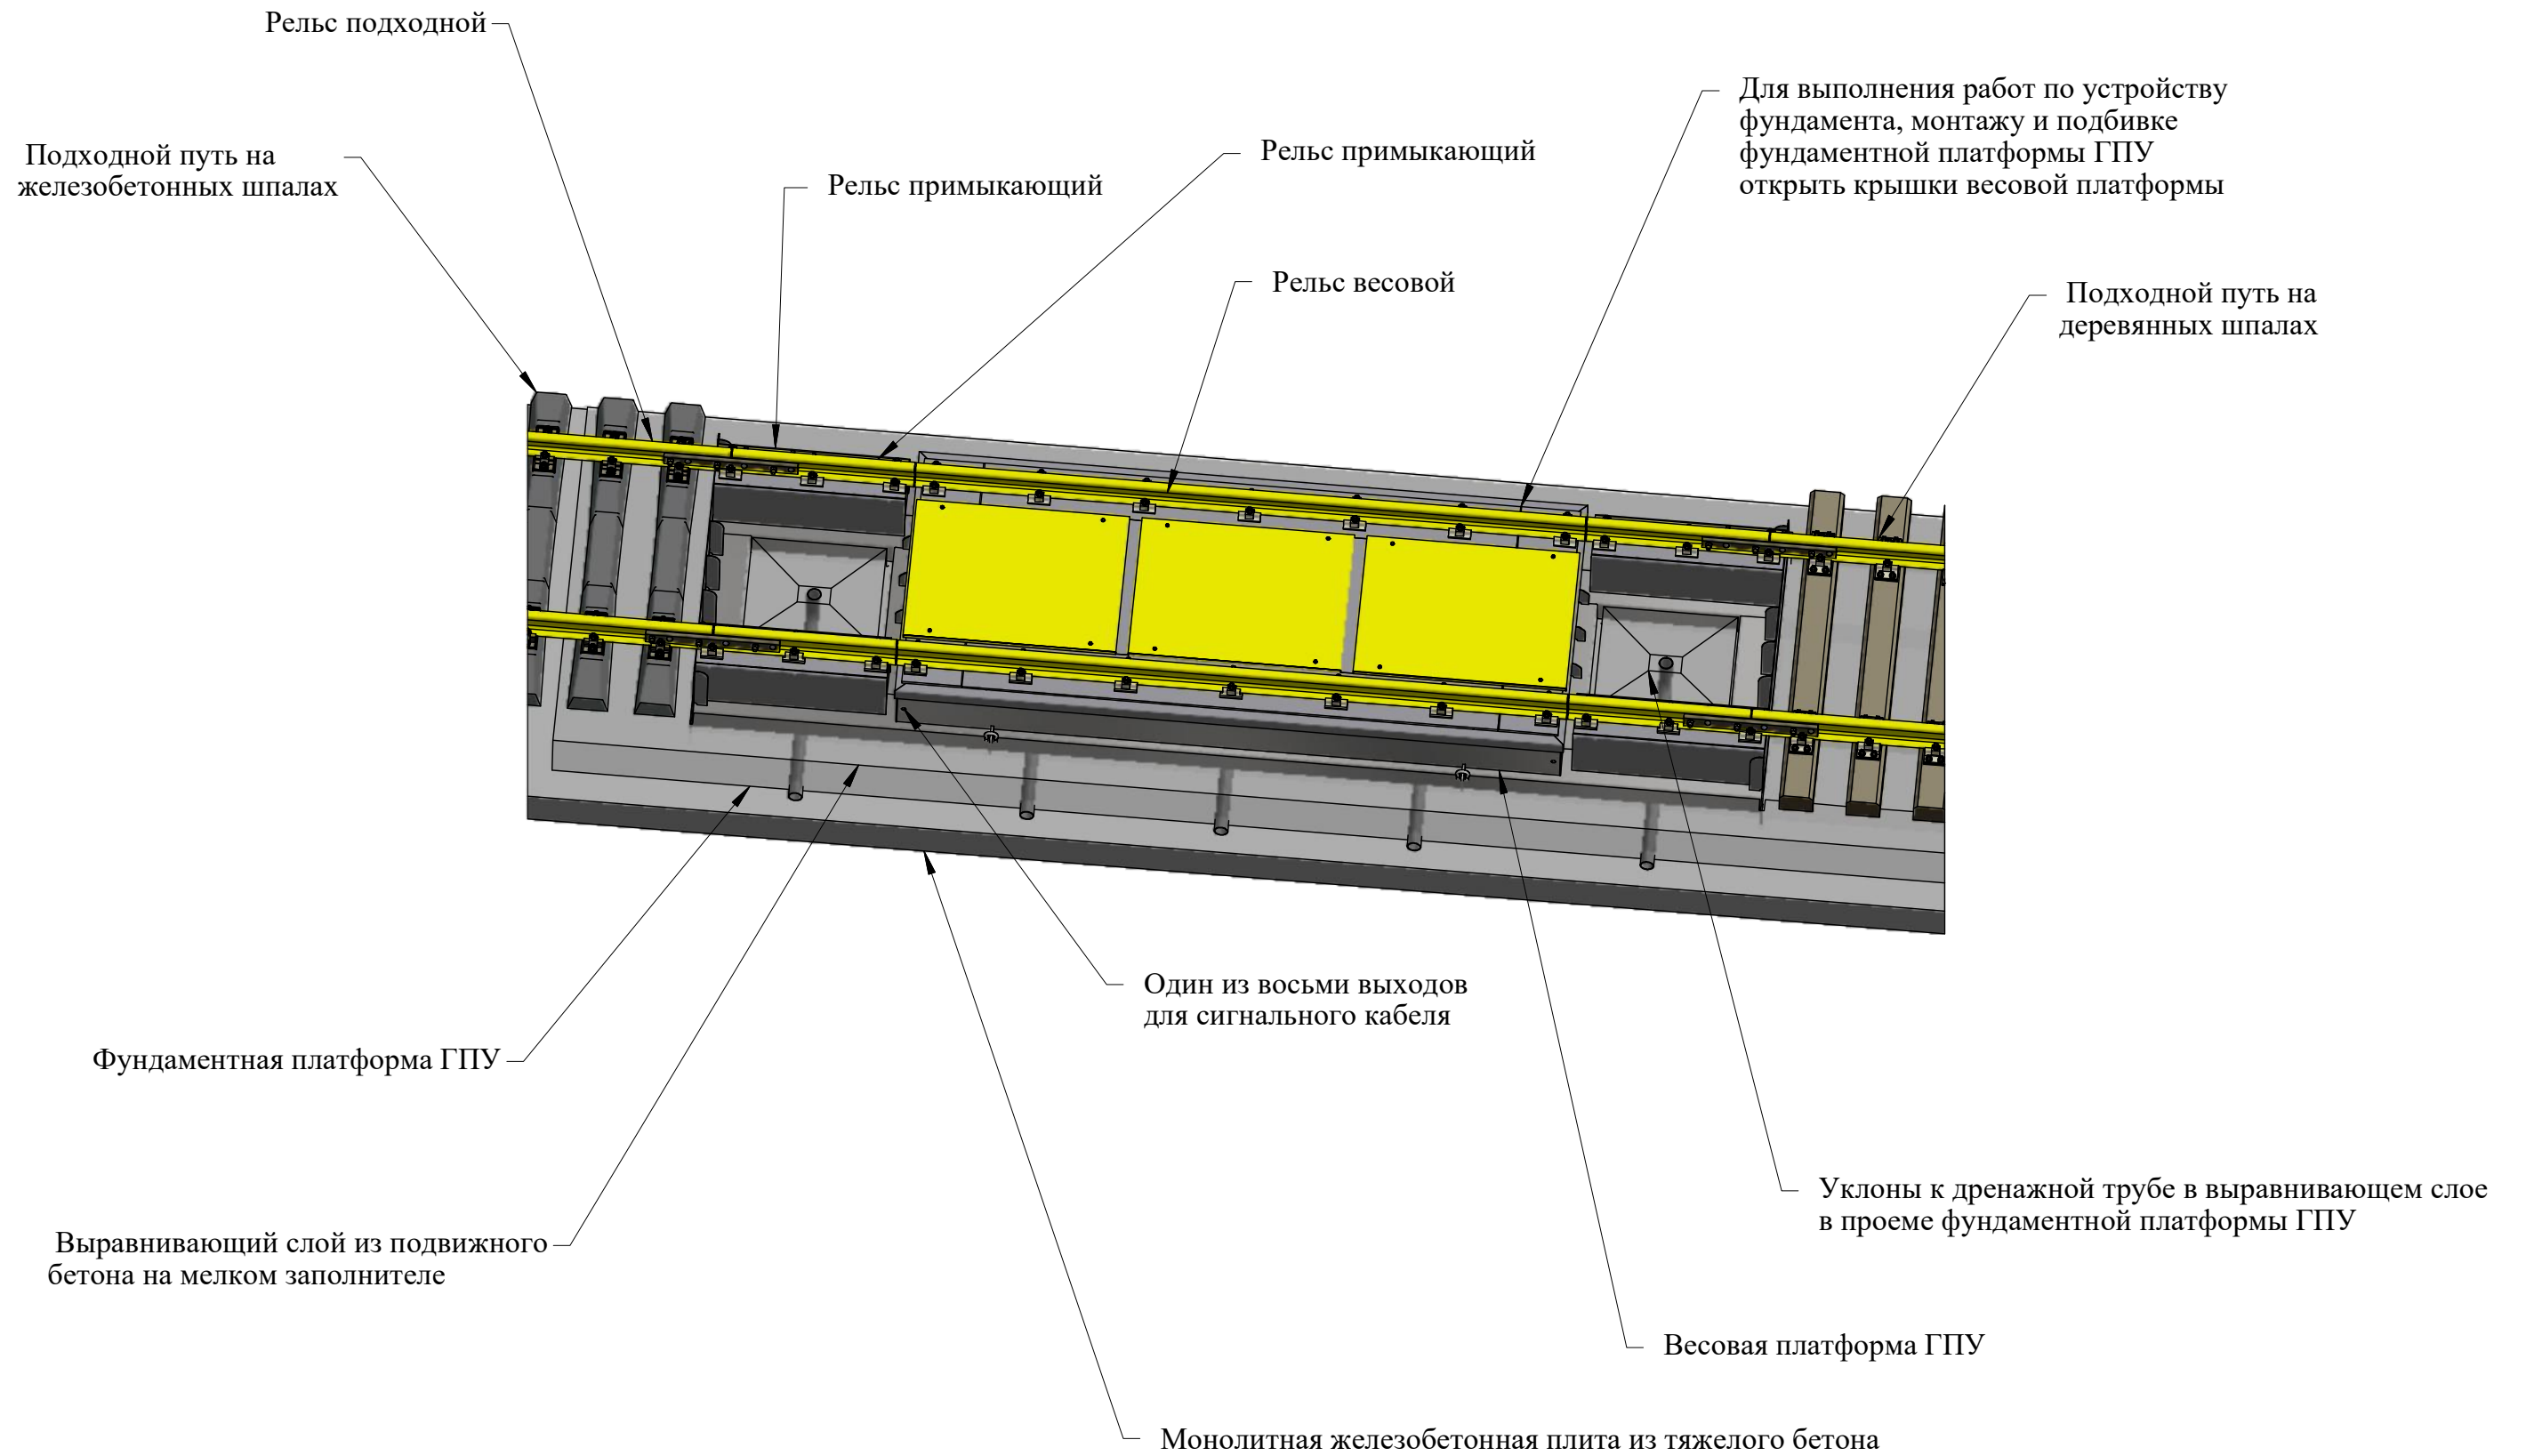 Рельс подходной
Для выполнения работ по устройству
фундамента, монтажу и подбивке
фундаментной платформы ГПУ
открыть крышки весовой платформы
Подходной путь на
железобетонных шпалах
Рельс примыкающий
Рельс примыкающий
Рельс весовой
Подходной путь на
деревянных шпалах
Один из восьми выходов
для сигнального кабеля
Фундаментная платформа ГПУ
Уклоны к дренажной трубе в выравнивающем слое
в проеме фундаментной платформы ГПУ
Выравнивающий слой из подвижного
бетона на мелком заполнителе
Весовая платформа ГПУ
Монолитная железобетонная плита из тяжелого бетона